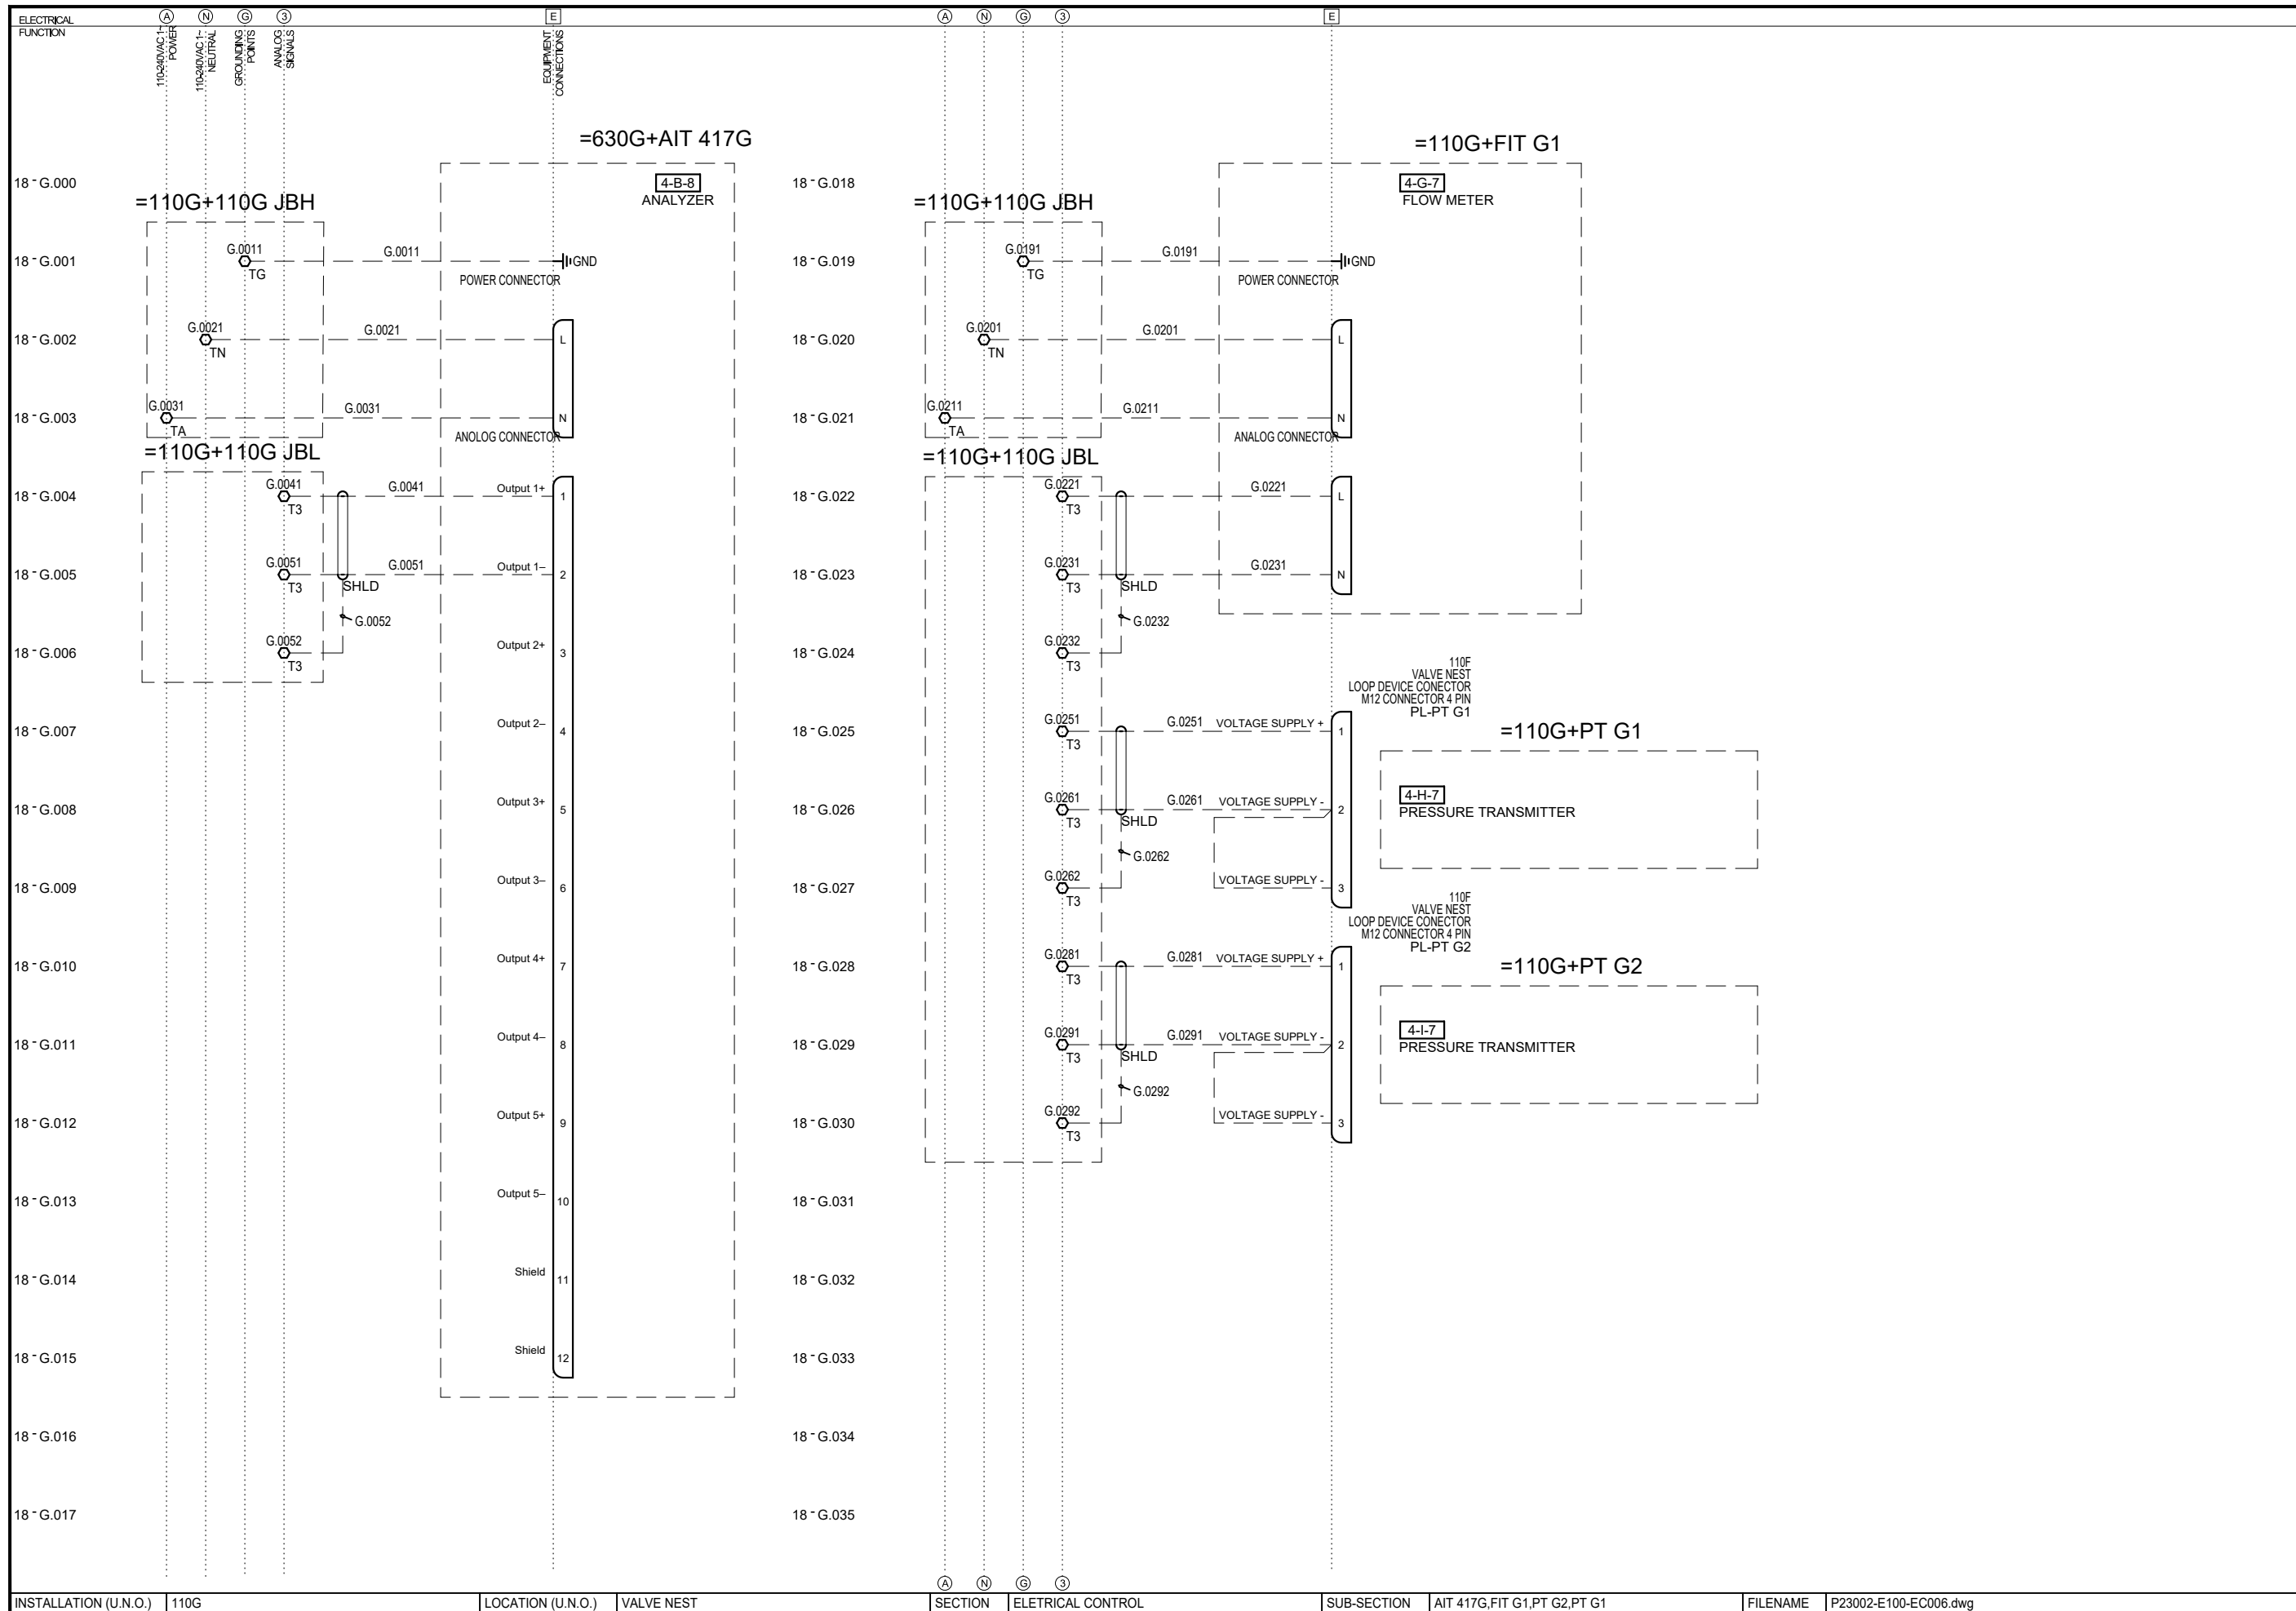 ELECTRICAL
FUNCTION
A N G 3 E A N G 3 E
110-240VAC 1~
POWER
110-240VAC 1~
NEUTRAL
GROUNDING
POINTS
ANALOG
SIGNALS
EQUIPMENT
CONNECTIONS
=630G+AIT 417G
18 - G.000
4-B-8
ANALYZER
=110G+110G JBH
18 - G.001
G.0011
TG
G.0011
GND
POWER CONNECTOR
18 - G.002
G.0021
TN
G.0021
L
18 - G.003
G.0031
TA
G.0031
N
ANOLOG CONNECTOR
=110G+110G JBL
18 - G.004
G.0041
T3
G.0041
Output 1+
1
18 - G.005
G.0051
T3
SHLD
G.0051
Output 1–
2
G.0052
18 - G.006
G.0052
T3
Output 2+
3
18 - G.007
Output 2–
4
18 - G.008
Output 3+
5
18 - G.009
Output 3–
6
18 - G.010
Output 4+
7
18 - G.011
Output 4–
8
18 - G.012
Output 5+
9
18 - G.013
Output 5–
10
18 - G.014
Shield
11
18 - G.015
Shield
12
18 - G.016
18 - G.017
=110G+FIT G1
18 - G.018
4-G-7
FLOW METER
=110G+110G JBH
18 - G.019
G.0191
TG
G.0191
GND
POWER CONNECTOR
18 - G.020
G.0201
TN
G.0201
L
18 - G.021
G.0211
TA
G.0211
N
ANALOG CONNECTOR
=110G+110G JBL
18 - G.022
G.0221
T3
G.0221
L
18 - G.023
G.0231
T3
SHLD
G.0231
N
G.0232
18 - G.024
G.0232
T3
110F
VALVE NEST
LOOP DEVICE CONECTOR
M12 CONNECTOR 4 PIN
PL-PT G1
18 - G.025
G.0251
T3
G.0251
VOLTAGE SUPPLY +
1
=110G+PT G1
18 - G.026
G.0261
T3
SHLD
G.0261
VOLTAGE SUPPLY -
2
4-H-7
PRESSURE TRANSMITTER
G.0262
18 - G.027
G.0262
T3
VOLTAGE SUPPLY -
3
110F
VALVE NEST
LOOP DEVICE CONECTOR
M12 CONNECTOR 4 PIN
PL-PT G2
18 - G.028
G.0281
T3
G.0281
VOLTAGE SUPPLY +
1
=110G+PT G2
18 - G.029
G.0291
T3
SHLD
G.0291
VOLTAGE SUPPLY -
2
4-I-7
PRESSURE TRANSMITTER
G.0292
18 - G.030
G.0292
T3
VOLTAGE SUPPLY -
3
18 - G.031
18 - G.032
18 - G.033
18 - G.034
18 - G.035
A N G 3
INSTALLATION (U.N.O.) 110G LOCATION (U.N.O.) VALVE NEST SECTION ELETRICAL CONTROL SUB-SECTION AIT 417G,FIT G1,PT G2,PT G1 FILENAME P23002-E100-EC006.dwg